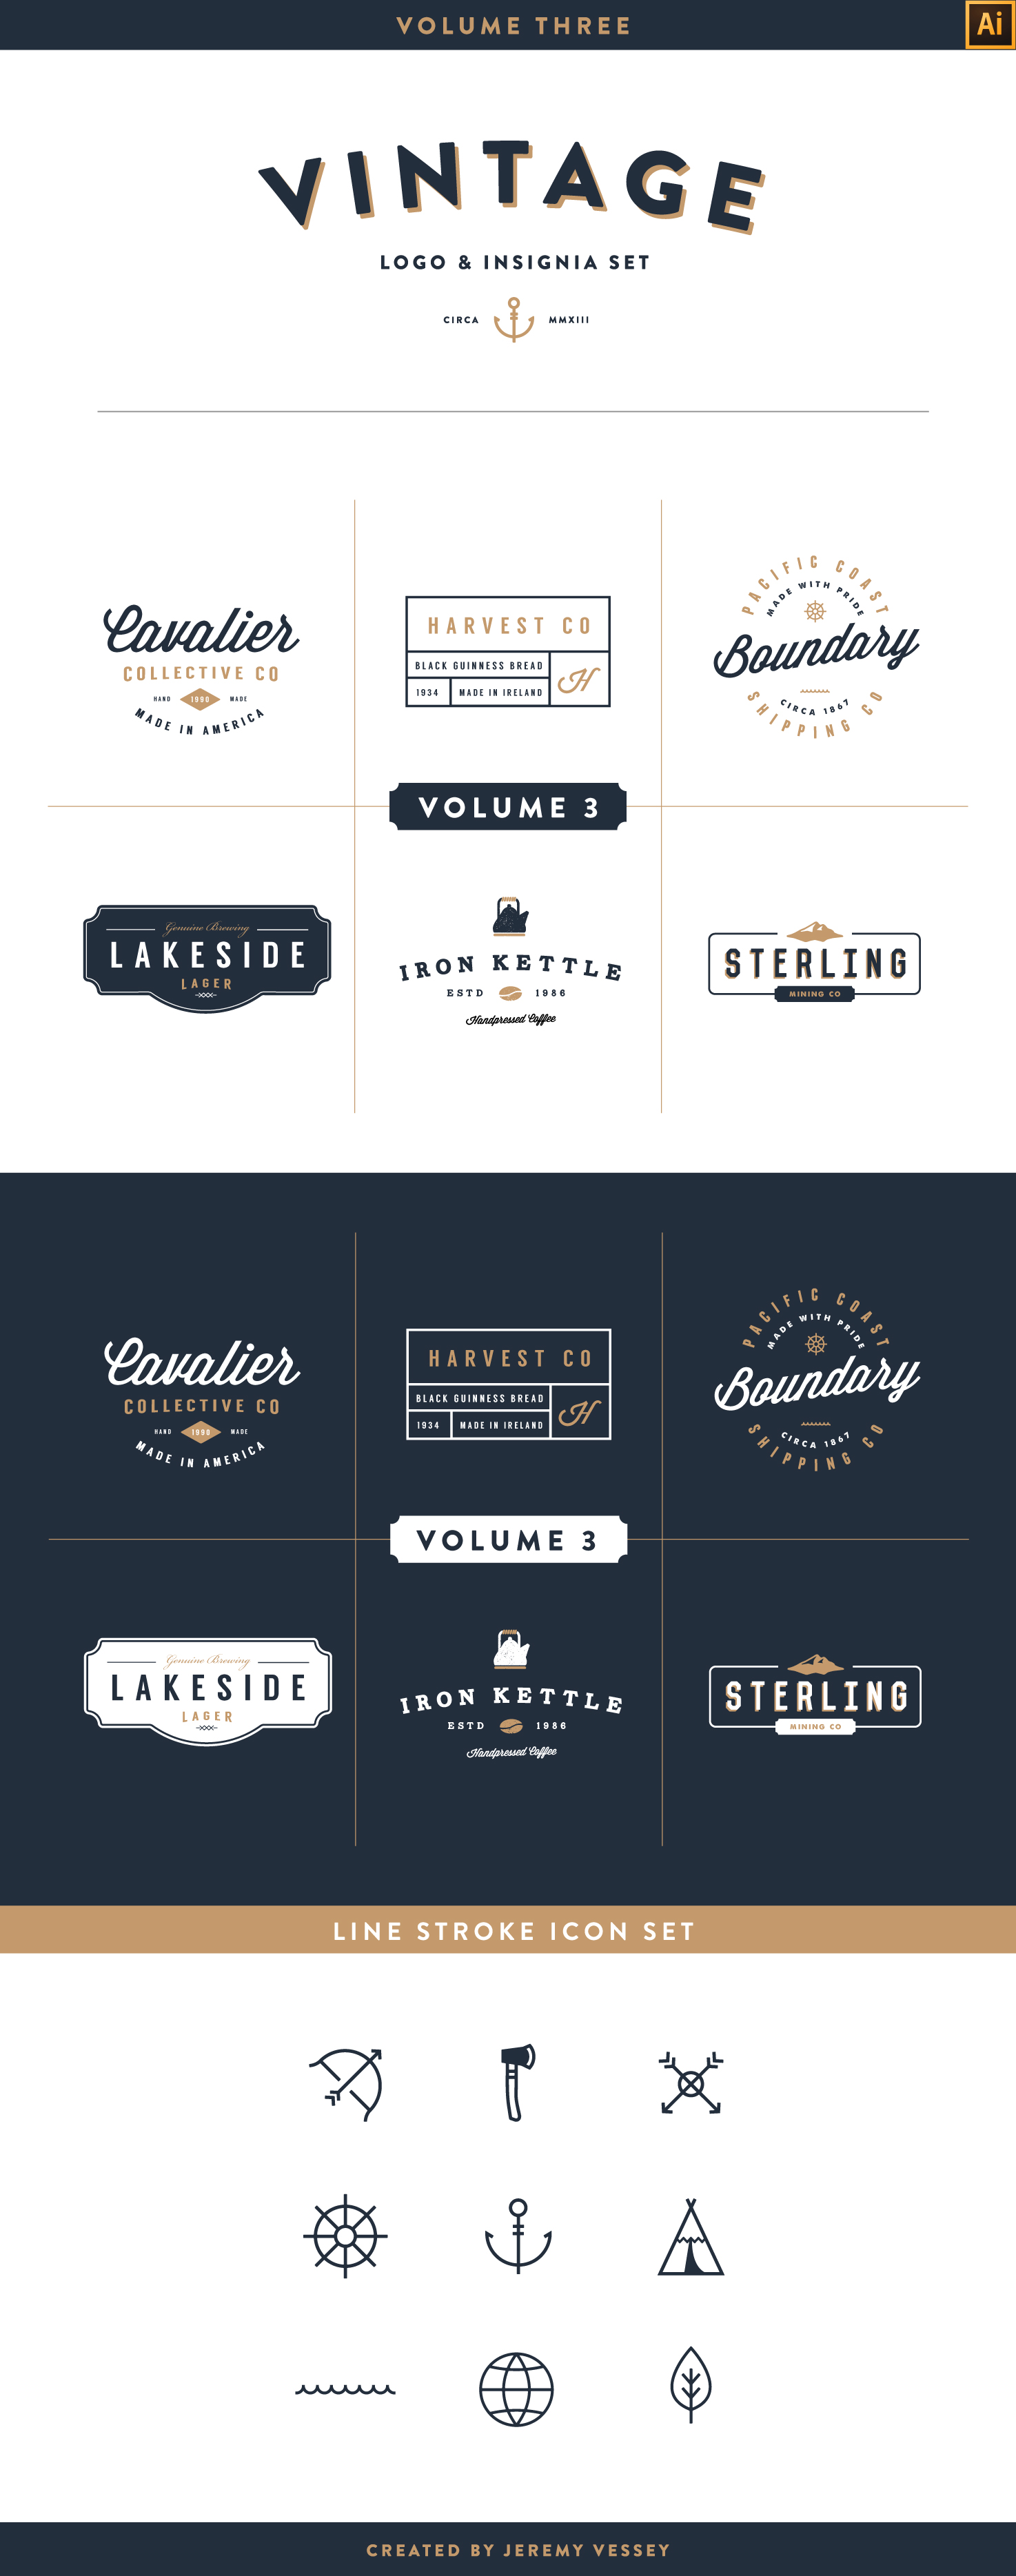 VOLUME THREE
Ai
VINTAGE
LOGO & INSIGNIA SET
CIRCA MMXIII
Cavalier
COLLECTIVE CO
HAND 1990 MADE
MADE IN AMERICA
HARVEST CO
BLACK GUINNESS BREAD
1934 MADE IN IRELAND
H
PACIFIC COAST
MADE WITH PRIDE
Boundary
CIRCA 1867
SHIPPING CO
VOLUME 3
Genuine Brewing
LAKESIDE
LAGER
IRON KETTLE
ESTD 1986
Handpressed Coffee
STERLING
MINING CO
Cavalier
COLLECTIVE CO
HAND 1990 MADE
MADE IN AMERICA
HARVEST CO
BLACK GUINNESS BREAD
1934 MADE IN IRELAND
H
PACIFIC COAST
MADE WITH PRIDE
Boundary
CIRCA 1867
SHIPPING CO
VOLUME 3
Genuine Brewing
LAKESIDE
LAGER
IRON KETTLE
ESTD 1986
Handpressed Coffee
STERLING
MINING CO
LINE STROKE ICON SET
CREATED BY JEREMY VESSEY